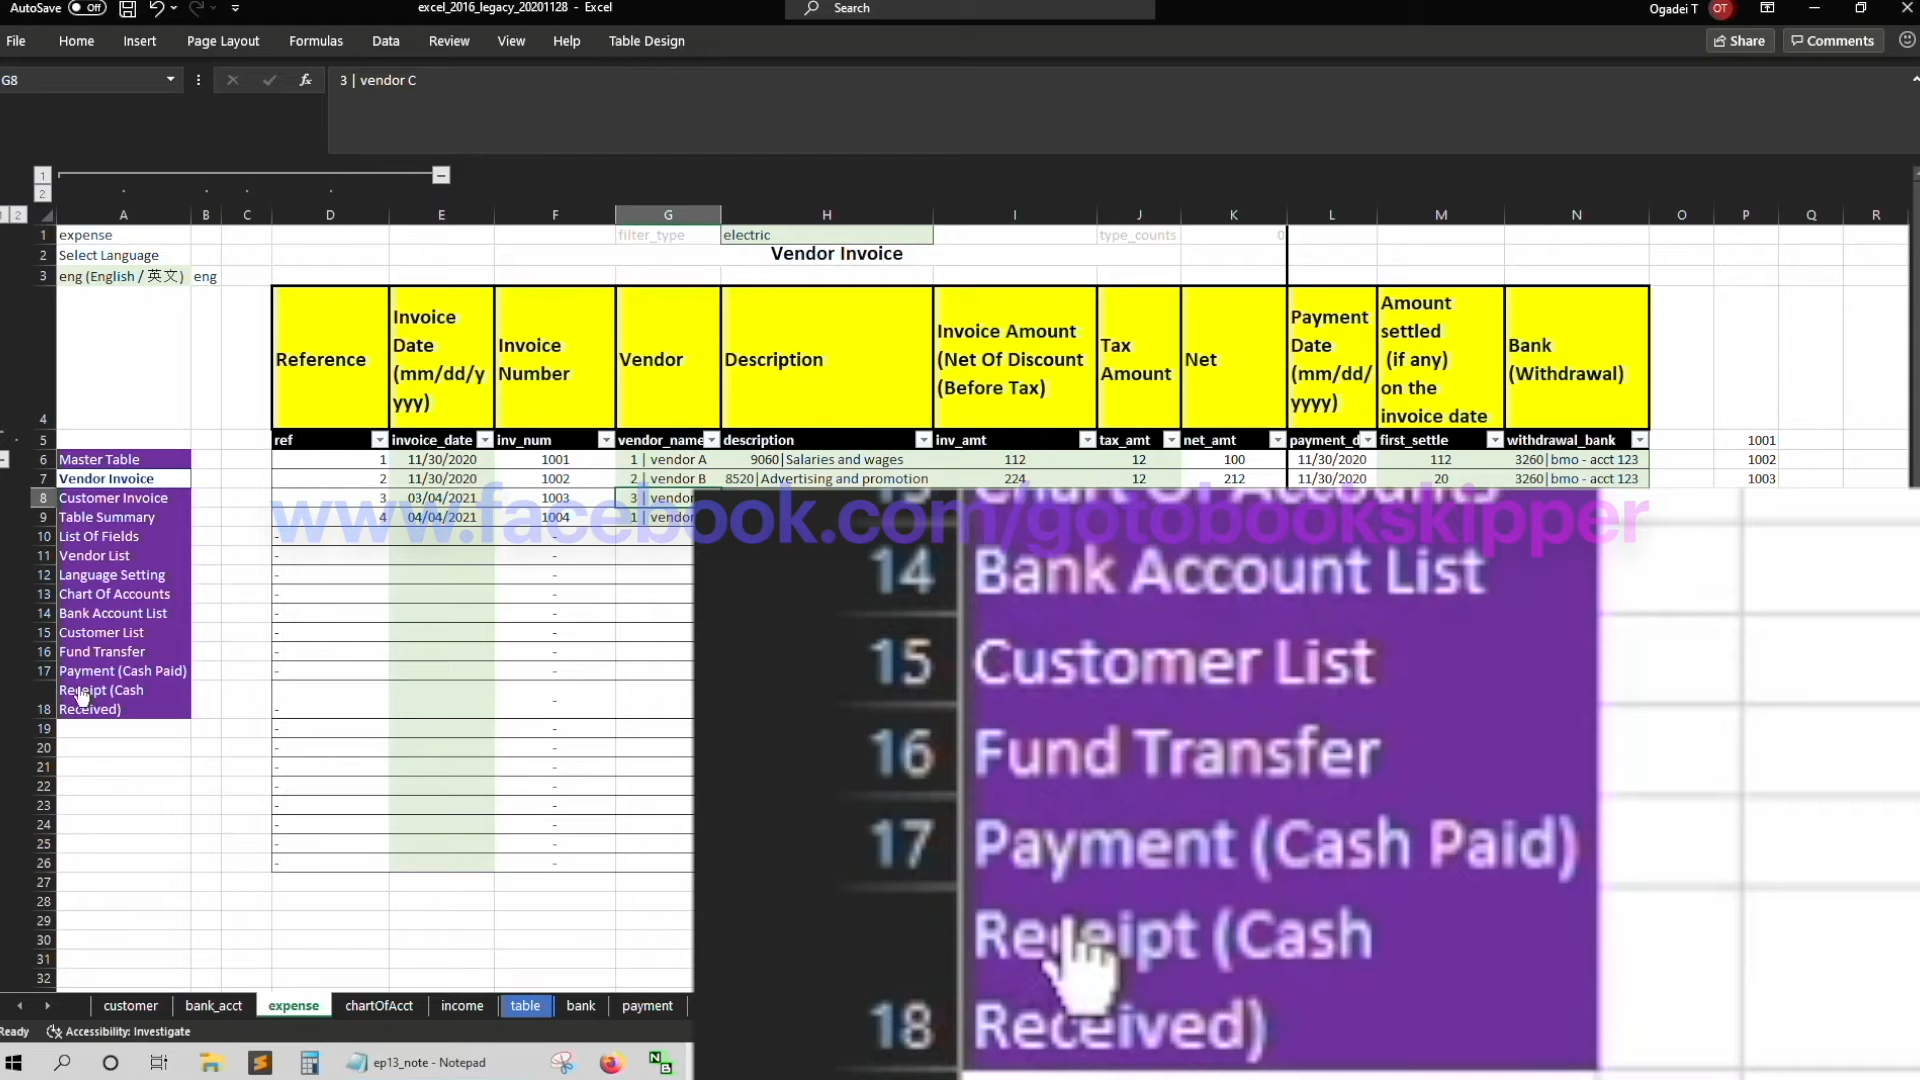 AutoSave Off excel_2016_legacy_20201128 - Excel Search Ogadei T OT
File Home Insert Page Layout Formulas Data Review View Help Table Design Share Comments
G8 fx 3 | vendor C
1
2
1 2 A B C D E F G H I J K L M N O P Q R
1 expense filter_type electric type_counts 0
2 Select Language Vendor Invoice
3 eng (English / 英文) eng
4 Reference
Invoice
Date
(mm/dd/y
yyy)
Invoice
Number
Vendor
Description
Invoice Amount
(Net Of Discount
(Before Tax)
Tax
Amount
Net
Payment
Date
(mm/dd/
yyyy)
Amount
settled
(if any)
on the
invoice date
Bank
(Withdrawal)
5 ref invoice_date inv_num vendor_name description inv_amt tax_amt net_amt payment_d first_settle withdrawal_bank 1001
6 Master Table 1 11/30/2020 1001 1 | vendor A 9060|Salaries and wages 112 12 100 11/30/2020 112 3260|bmo - acct 123 1002
7 Vendor Invoice 2 11/30/2020 1002 2 | vendor B 8520|Advertising and promotion 224 12 212 11/30/2020 20 3260|bmo - acct 123 1003
8 Customer Invoice 3 03/04/2021 1003 3 | vendor
9 Table Summary 4 04/04/2021 1004 1 | vendor
www.facebook.com/gotobookskipper
10 List Of Fields - -
11 Vendor List - -
12 Language Setting - -
13 Chart Of Accounts - -
14 Bank Account List - -
15 Customer List - -
16 Fund Transfer - -
17 Payment (Cash Paid) - -
Receipt (Cash
18 Received) - -
19 - -
20 - -
21 - -
22 - -
23 - -
24 - -
25 - -
26 - -
27
28
29
30
31
32
Chart Of Accounts
14 Bank Account List
15 Customer List
16 Fund Transfer
17 Payment (Cash Paid)
Receipt (Cash
18 Received)
customer bank_acct expense chartOfAcct income table bank payment
Ready Accessibility: Investigate
ep13_note - Notepad